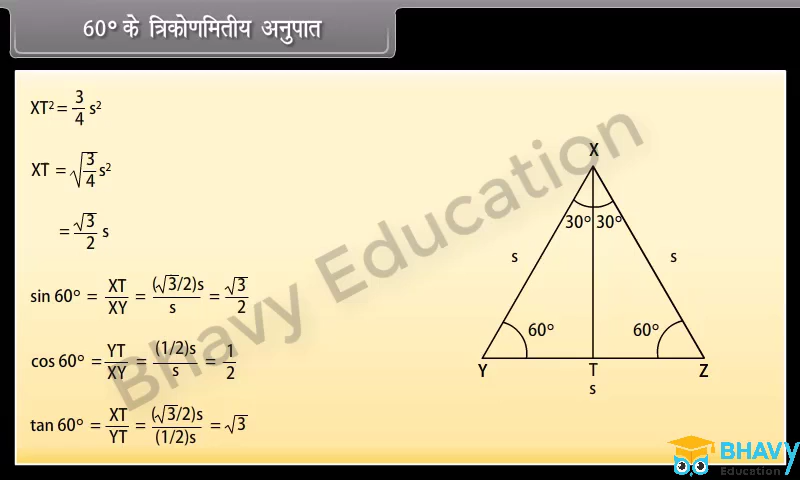 60° के त्रिकोणमितीय अनुपात
XT² = 3/4 s²
XT = √(3/4) s²
= √3/2 s
sin 60° = XT/XY = (√3/2)s/s = √3/2
cos 60° = YT/XY = (1/2)s/s = 1/2
tan 60° = XT/YT = (√3/2)s/(1/2)s = √3
X
30° 30°
s s
60° 60°
Y T Z
s
Bhavy Education
BHAVY
Education